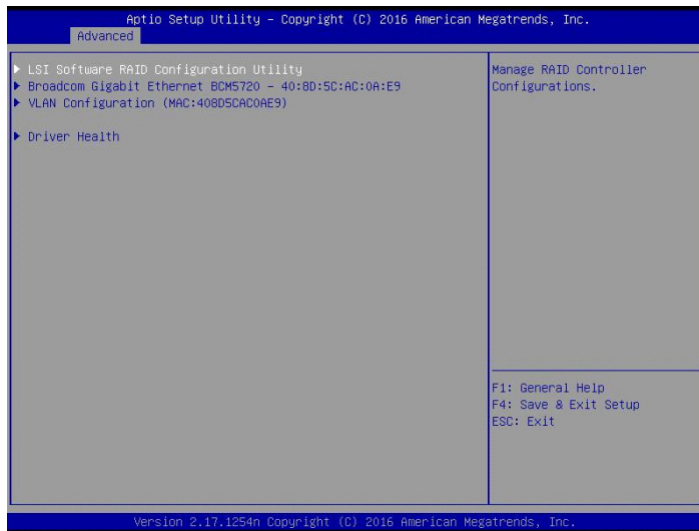 Aptio Setup Utility – Copyright (C) 2016 American Megatrends, Inc.
Advanced
LSI Software RAID Configuration Utility
Broadcom Gigabit Ethernet BCM5720 - 40:8D:5C:AC:0A:E9
VLAN Configuration (MAC:408D5CAC0AE9)
Driver Health
Manage RAID Controller
Configurations.
F1: General Help
F4: Save & Exit Setup
ESC: Exit
Version 2.17.1254n Copyright (C) 2016 American Megatrends, Inc.